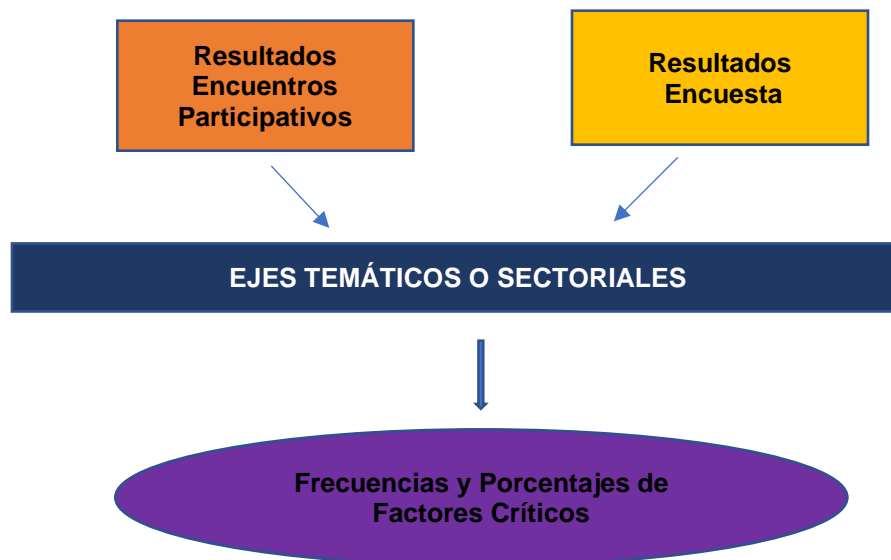 Resultados
Encuentros
Participativos
Resultados
Encuesta
EJES TEMÁTICOS O SECTORIALES
Frecuencias y Porcentajes de
Factores Críticos